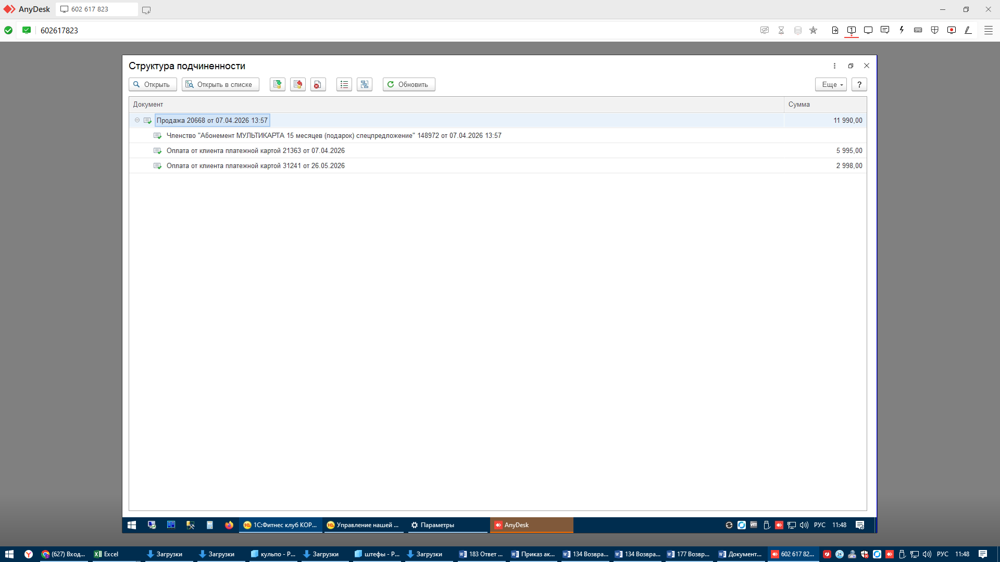 AnyDesk
602 617 823
602617823
Структура подчиненности
Открыть
Открыть в списке
Обновить
Еще
?
Документ
Сумма
Продажа 20668 от 07.04.2026 13:57
11 990,00
Членство "Абонемент МУЛЬТИКАРТА 15 месяцев (подарок) спецпредложение" 148972 от 07.04.2026 13:57
Оплата от клиента платежной картой 21363 от 07.04.2026
5 995,00
Оплата от клиента платежной картой 31241 от 26.05.2026
2 998,00
1С:Фитнес клуб КОР...
Управление нашей ...
Параметры
AnyDesk
РУС
11:48
(627) Вход...
Excel
Загрузки
Загрузки
кульпо - P...
Загрузки
штефы - P...
Загрузки
183 Ответ ...
Приказ ак...
134 Возвра...
134 Возвра...
177 Возвр...
Документ...
602 617 82...
РУС
11:48